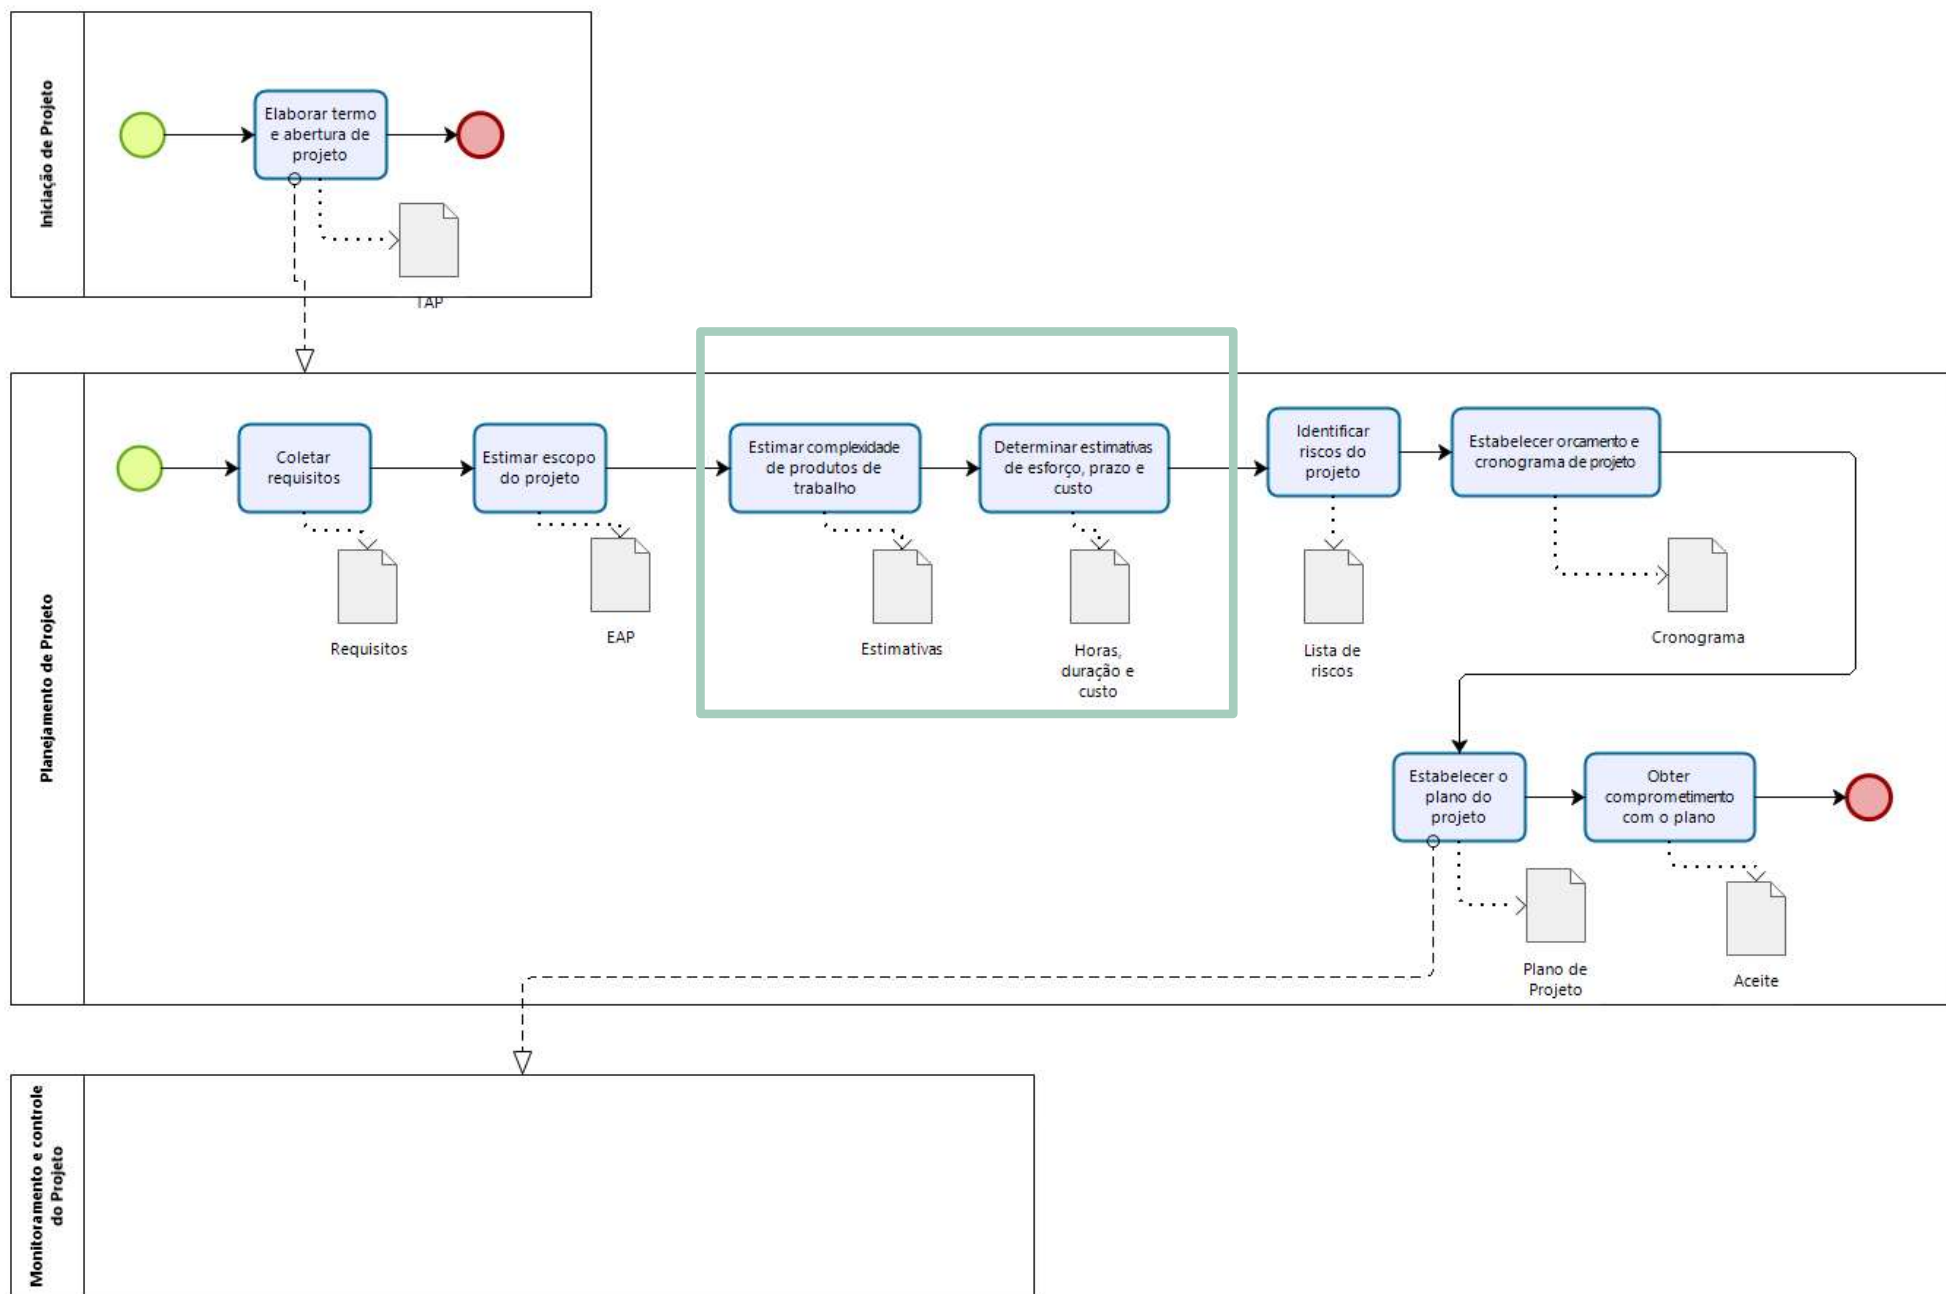 Iniciação de Projeto
Elaborar termo
e abertura de
projeto
TAP
Planejamento de Projeto
Coletar
requisitos
Requisitos
Estimar escopo
do projeto
EAP
Estimar complexidade
de produtos de
trabalho
Estimativas
Determinar estimativas
de esforço, prazo e
custo
Horas,
duração e
custo
Identificar
riscos do
projeto
Lista de
riscos
Estabelecer orcamento e
cronograma de projeto
Cronograma
Estabelecer o
plano do
projeto
Plano de
Projeto
Obter
comprometimento
com o plano
Aceite
Monitoramento e controle
do Projeto